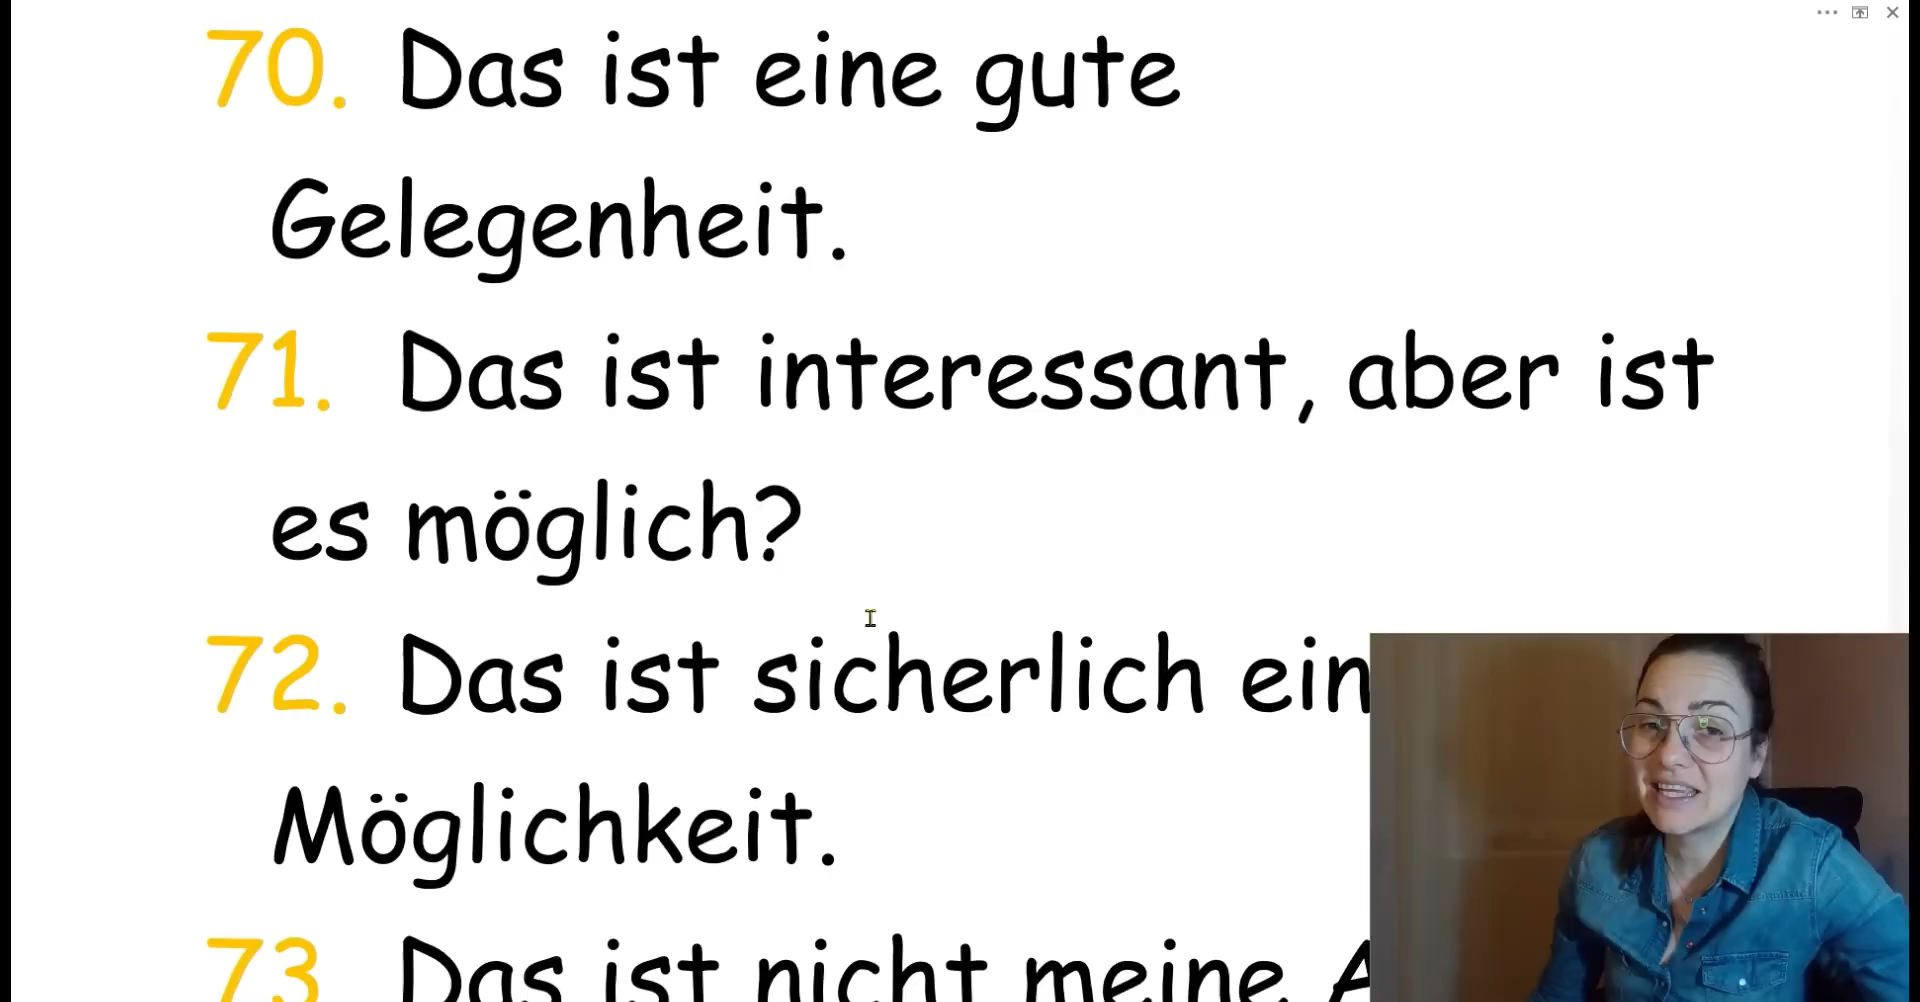 70. Das ist eine gute
Gelegenheit.
71. Das ist interessant, aber ist
es möglich?
72. Das ist sicherlich
Möglichkeit.
73 Das ist nicht meine